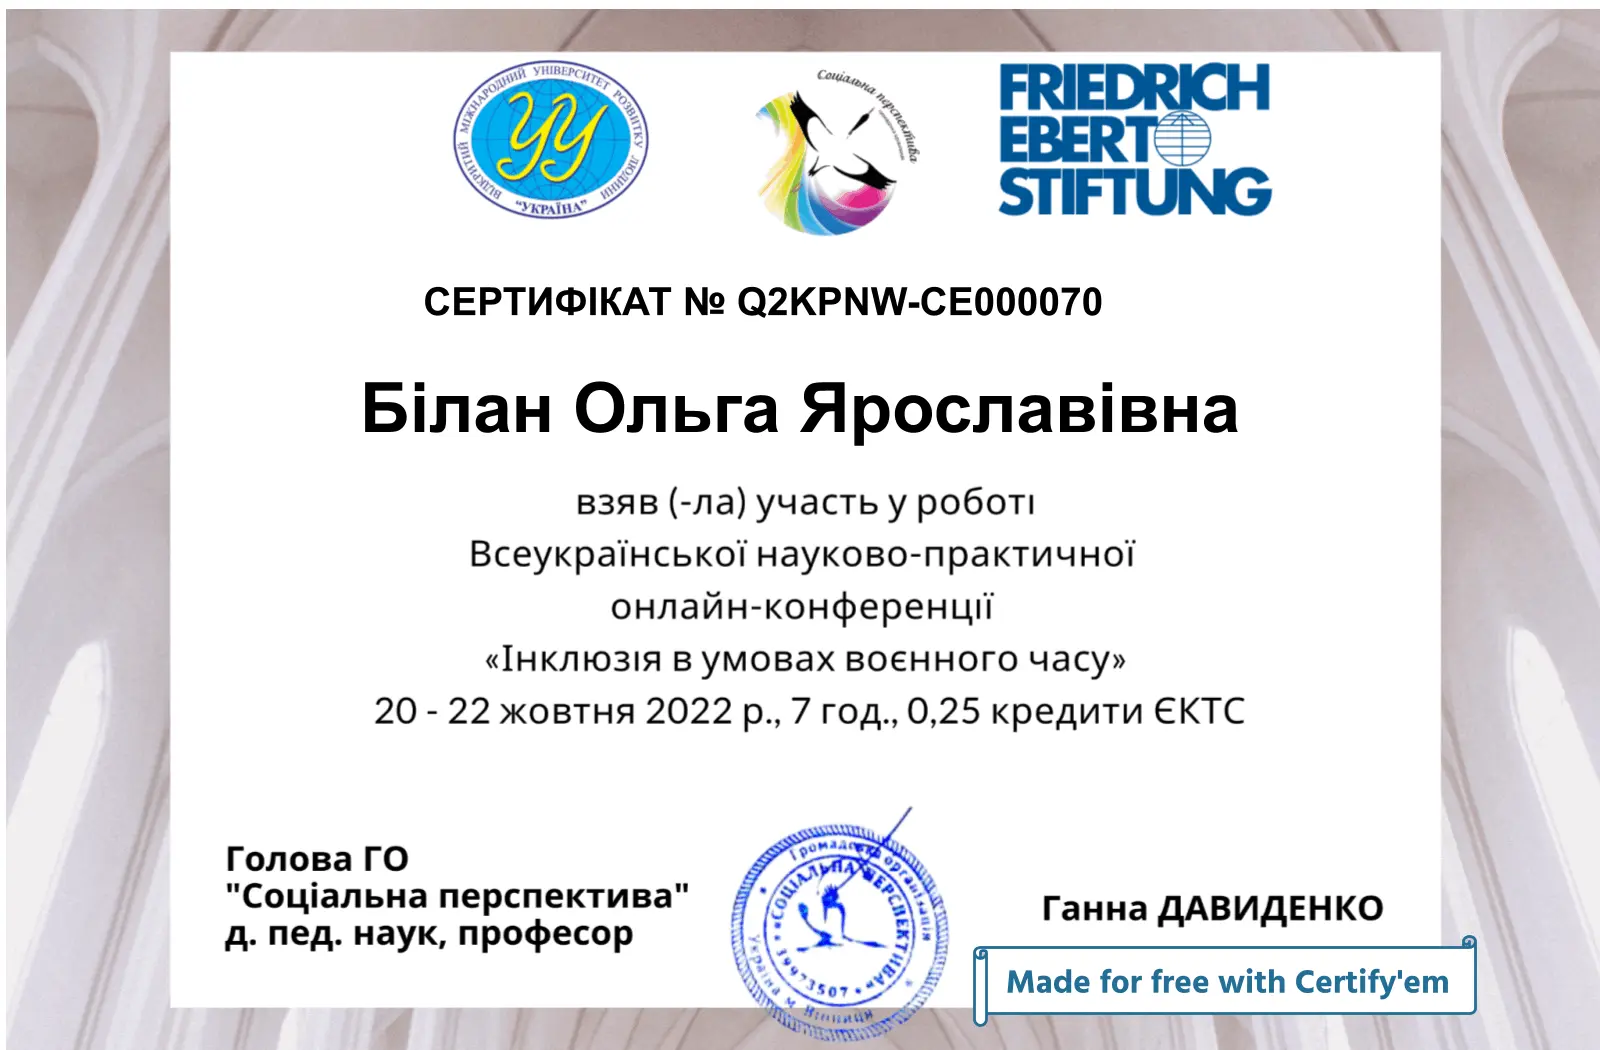 ВІДКРИТИЙ МІЖНАРОДНИЙ УНІВЕРСИТЕТ РОЗВИТКУ ЛЮДИНИ
"УКРАЇНА"
Соціальна перспектива
FRIEDRICH
EBERT
STIFTUNG
СЕРТИФІКАТ № Q2KPNW-CE000070
Білан Ольга Ярославівна
взяв (-ла) участь у роботі
Всеукраїнської науково-практичної
онлайн-конференції
«Інклюзія в умовах воєнного часу»
20 - 22 жовтня 2022 р., 7 год., 0,25 кредити ЄКТС
Голова ГО
"Соціальна перспектива"
д. пед. наук, професор
Громадська організація
«СОЦІАЛЬНА ПЕРСПЕКТИВА»
39973507
Україна м. Вінниця
Ганна ДАВИДЕНКО
Made for free with Certify'em